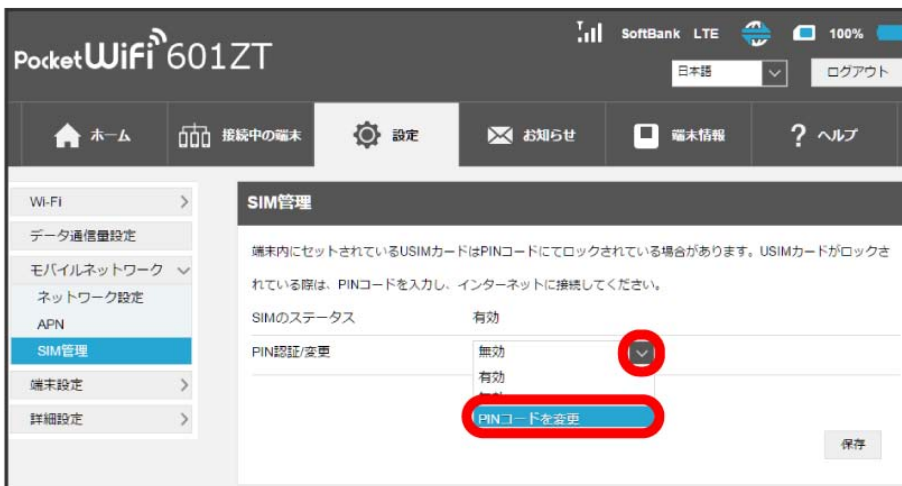 Pocket WiFi 601ZT
SoftBank LTE 100%
日本語 ログアウト
ホーム 接続中の端末 設定 お知らせ 端末情報 ? ヘルプ
Wi-Fi
データ通信量設定
モバイルネットワーク
ネットワーク設定
APN
SIM管理
端末設定
詳細設定
SIM管理
端末内にセットされているUSIMカードはPINコードにてロックされている場合があります。USIMカードがロックさ
れている際は、PINコードを入力し、インターネットに接続してください。
SIMのステータス 有効
PIN認証/変更 無効
有効
PINコードを変更
保存